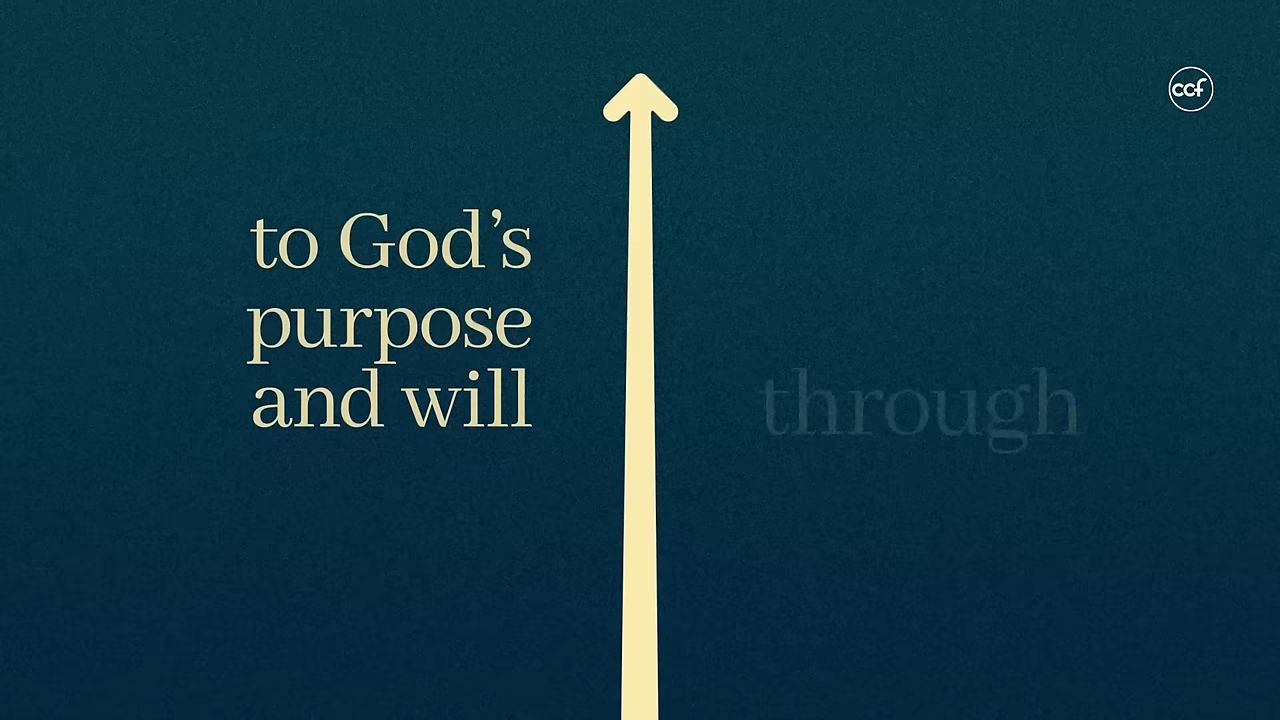 to God’s
purpose
and will
through
ccf